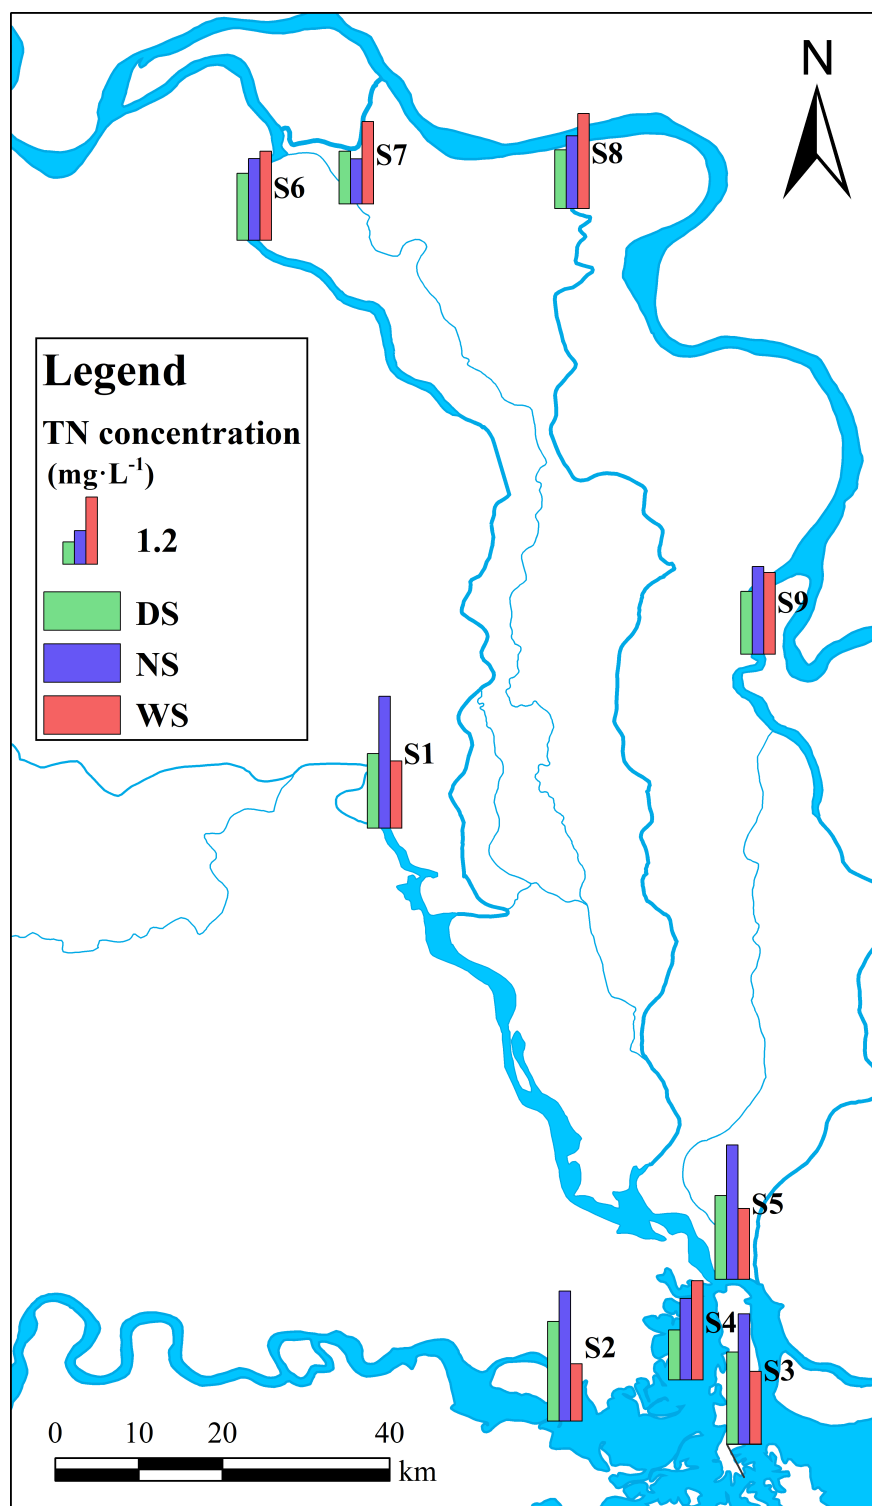 N
S7
S8
S6
Legend
TN concentration
(mg·L⁻¹)
1.2
DS
NS
WS
S9
S1
S5
S4
S2
S3
0 10 20 40
km